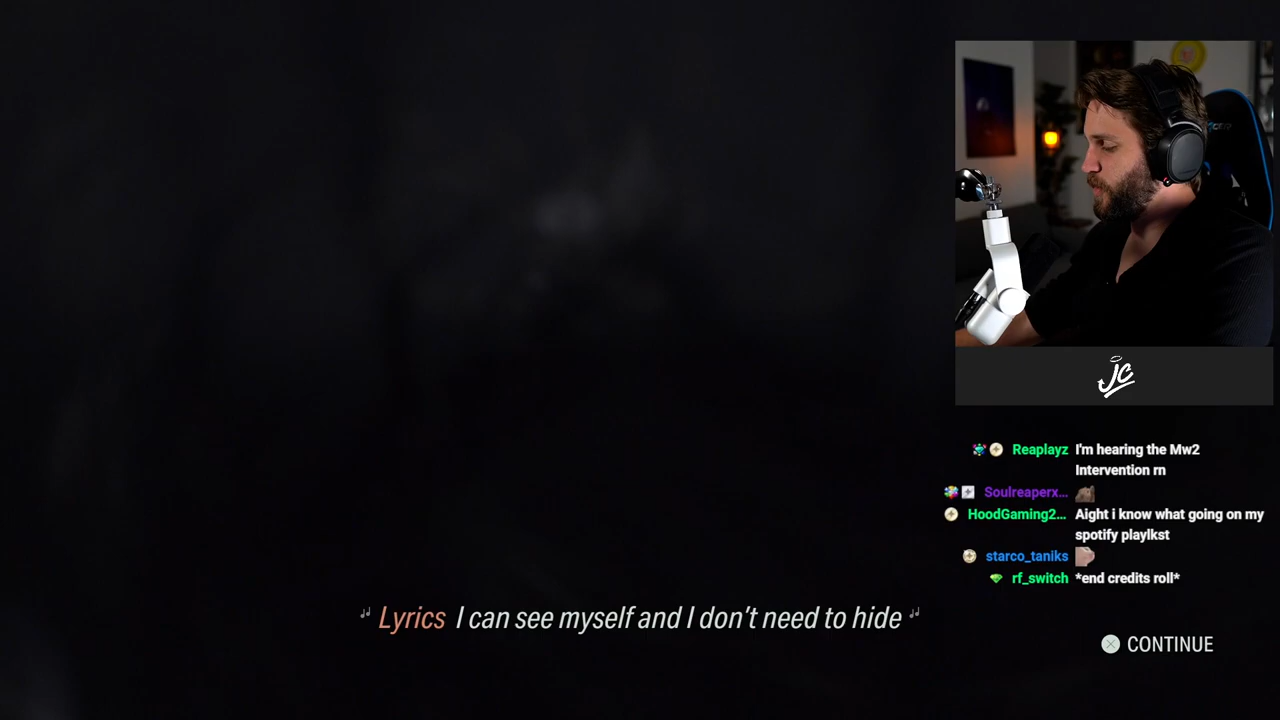 JC
Reaplayz I'm hearing the Mw2
Intervention rn
Soulreaperx...
HoodGaming2... Aight i know what going on my
spotify playlkst
starco_taniks
rf_switch *end credits roll*
Lyrics I can see myself and I don't need to hide
CONTINUE